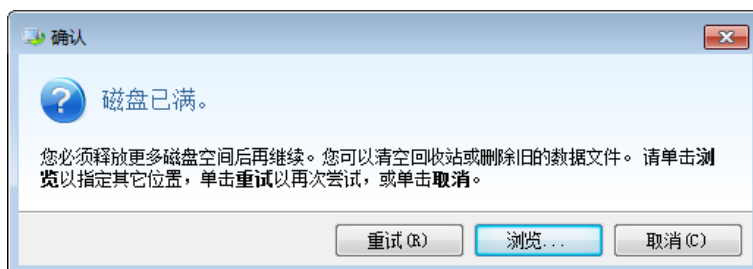 确认
磁盘已满。
您必须释放更多磁盘空间后再继续。您可以清空回收站或删除旧的数据文件。 请单击浏
览以指定其它位置，单击重试以再次尝试，或单击取消。
重试(R) 浏览... 取消(C)